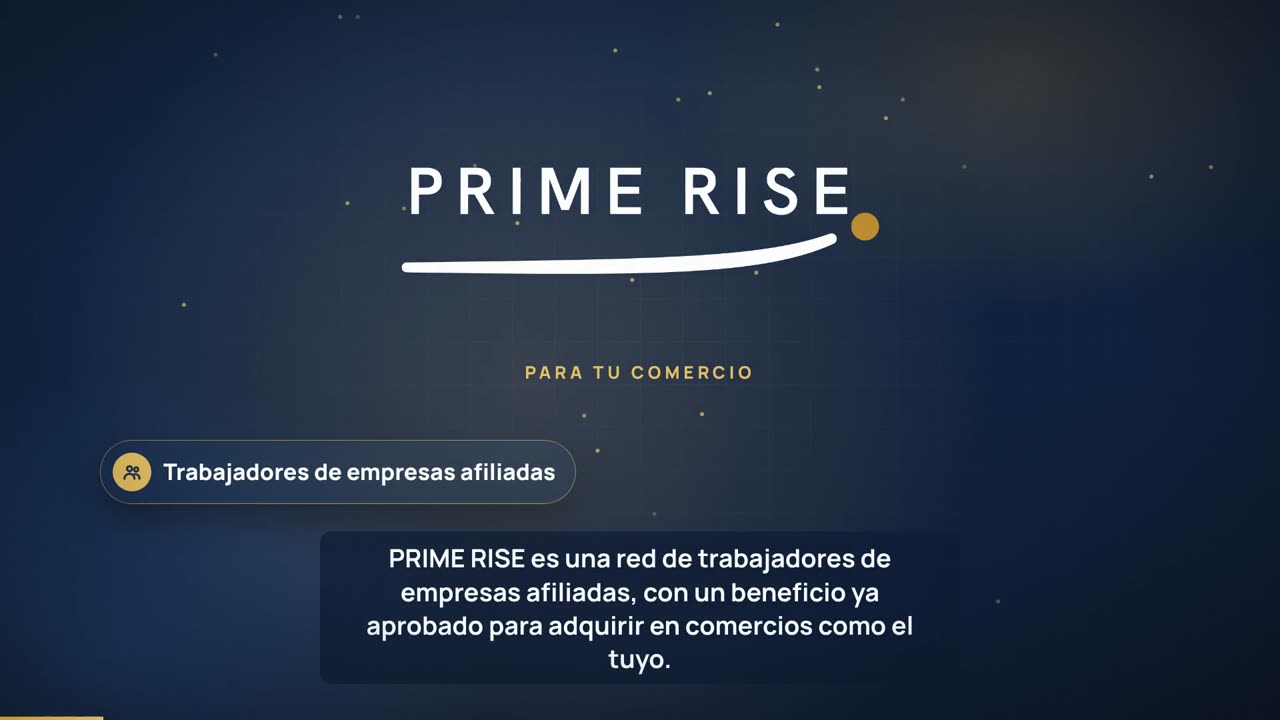 PRIME RISE
PARA TU COMERCIO
Trabajadores de empresas afiliadas
PRIME RISE es una red de trabajadores de
empresas afiliadas, con un beneficio ya
aprobado para adquirir en comercios como el
tuyo.